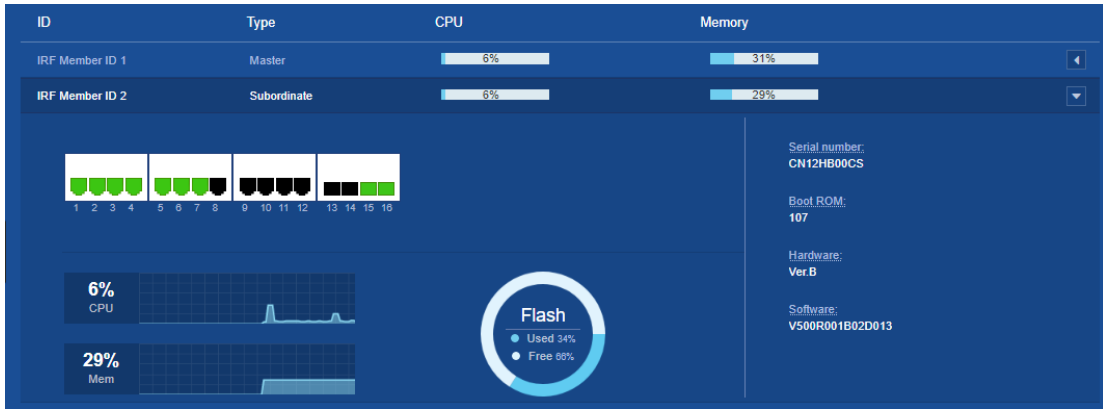 ID Type CPU Memory
IRF Member ID 1 Master 6% 31%
IRF Member ID 2 Subordinate 6% 29%
Serial number:
CN12HB00CS
1 2 3 4 5 6 7 8 9 10 11 12 13 14 15 16
Boot ROM:
107
Hardware:
Ver.B
6%
CPU
Flash
Used 34%
Free 66%
Software:
V500R001B02D013
29%
Mem